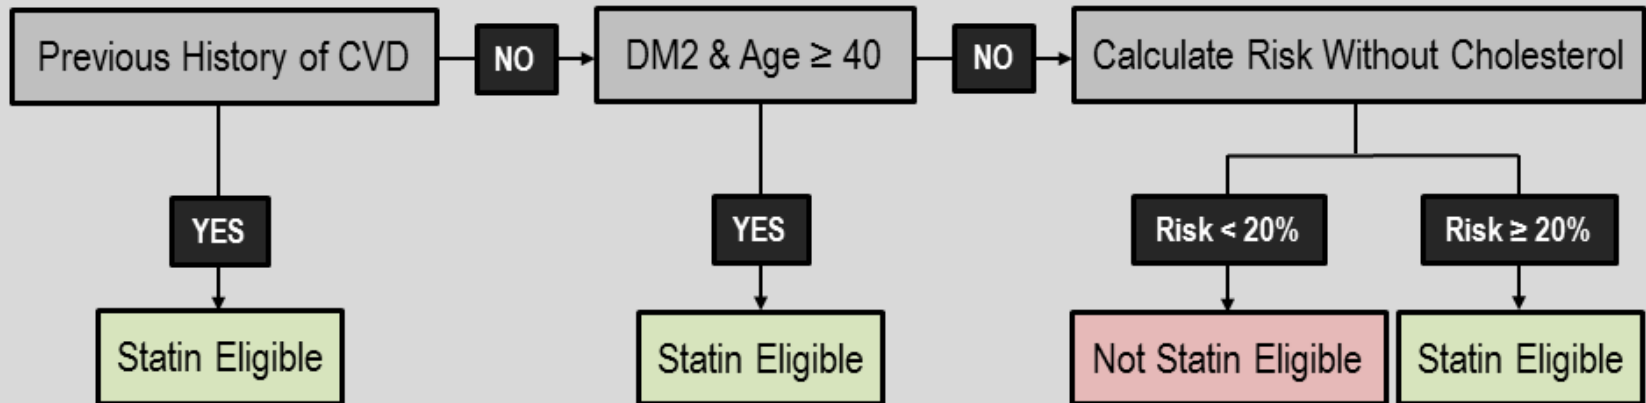 Previous History of CVD
NO
DM2 & Age ≥ 40
NO
Calculate Risk Without Cholesterol
YES
YES
Risk < 20%
Risk ≥ 20%
Statin Eligible
Statin Eligible
Not Statin Eligible
Statin Eligible